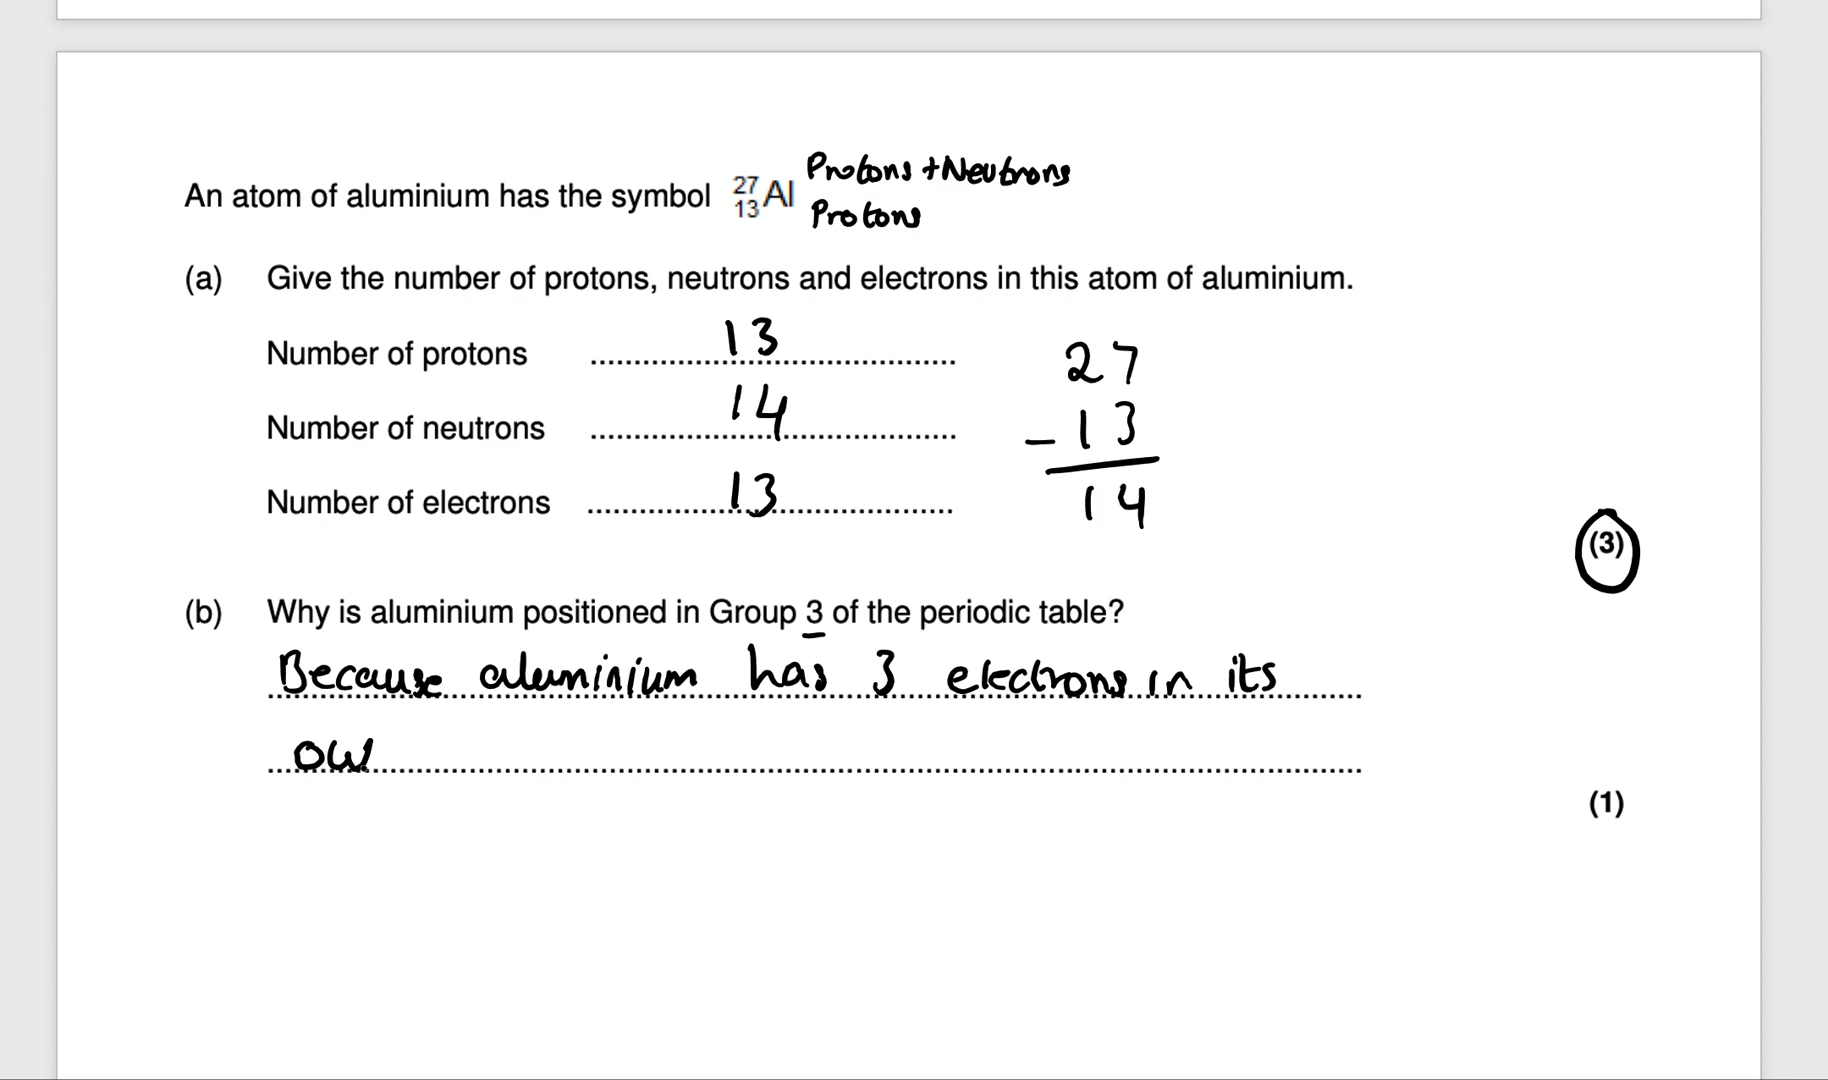 An atom of aluminium has the symbol 27 13 Al Protons + Neutrons
Protons
(a) Give the number of protons, neutrons and electrons in this atom of aluminium.
Number of protons 13
Number of neutrons 14
Number of electrons 13
27
- 13
14
(3)
(b) Why is aluminium positioned in Group 3 of the periodic table?
Because aluminium has 3 electrons in its
(1)